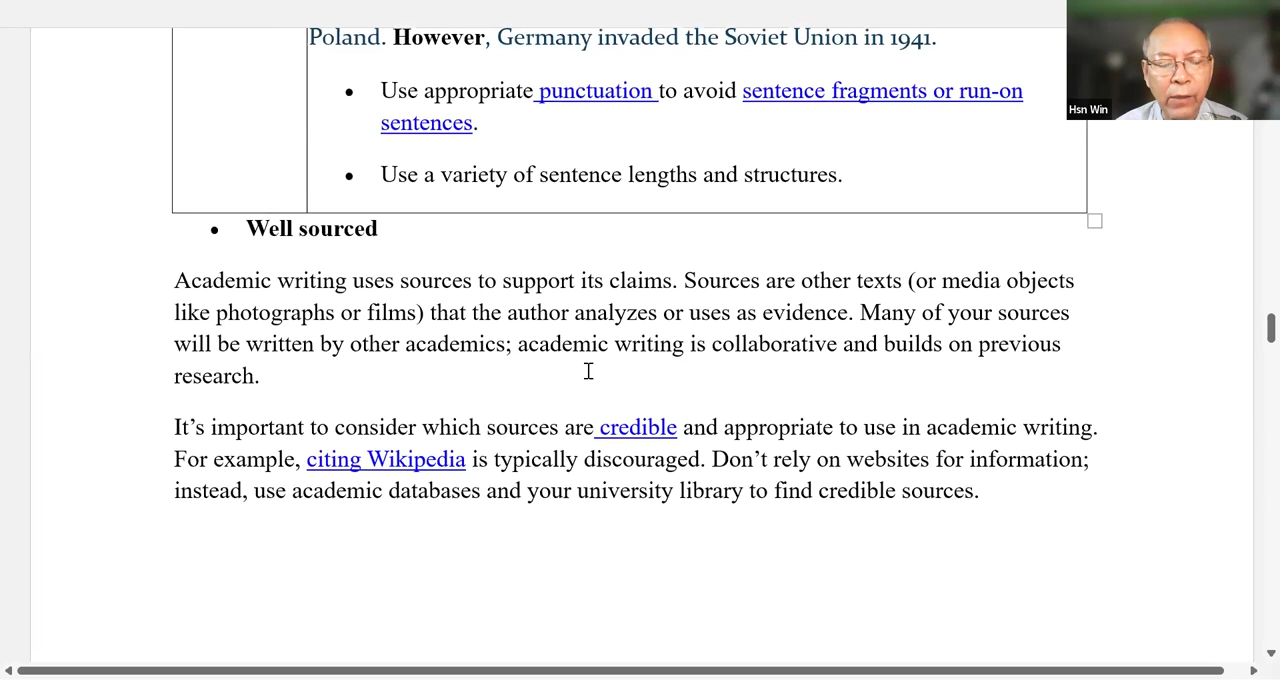 Poland. However, Germany invaded the Soviet Union in 1941.
• Use appropriate punctuation to avoid sentence fragments or run-on
sentences.
• Use a variety of sentence lengths and structures.
• Well sourced
Academic writing uses sources to support its claims. Sources are other texts (or media objects
like photographs or films) that the author analyzes or uses as evidence. Many of your sources
will be written by other academics; academic writing is collaborative and builds on previous
research.
It’s important to consider which sources are credible and appropriate to use in academic writing.
For example, citing Wikipedia is typically discouraged. Don’t rely on websites for information;
instead, use academic databases and your university library to find credible sources.
Hsn Win